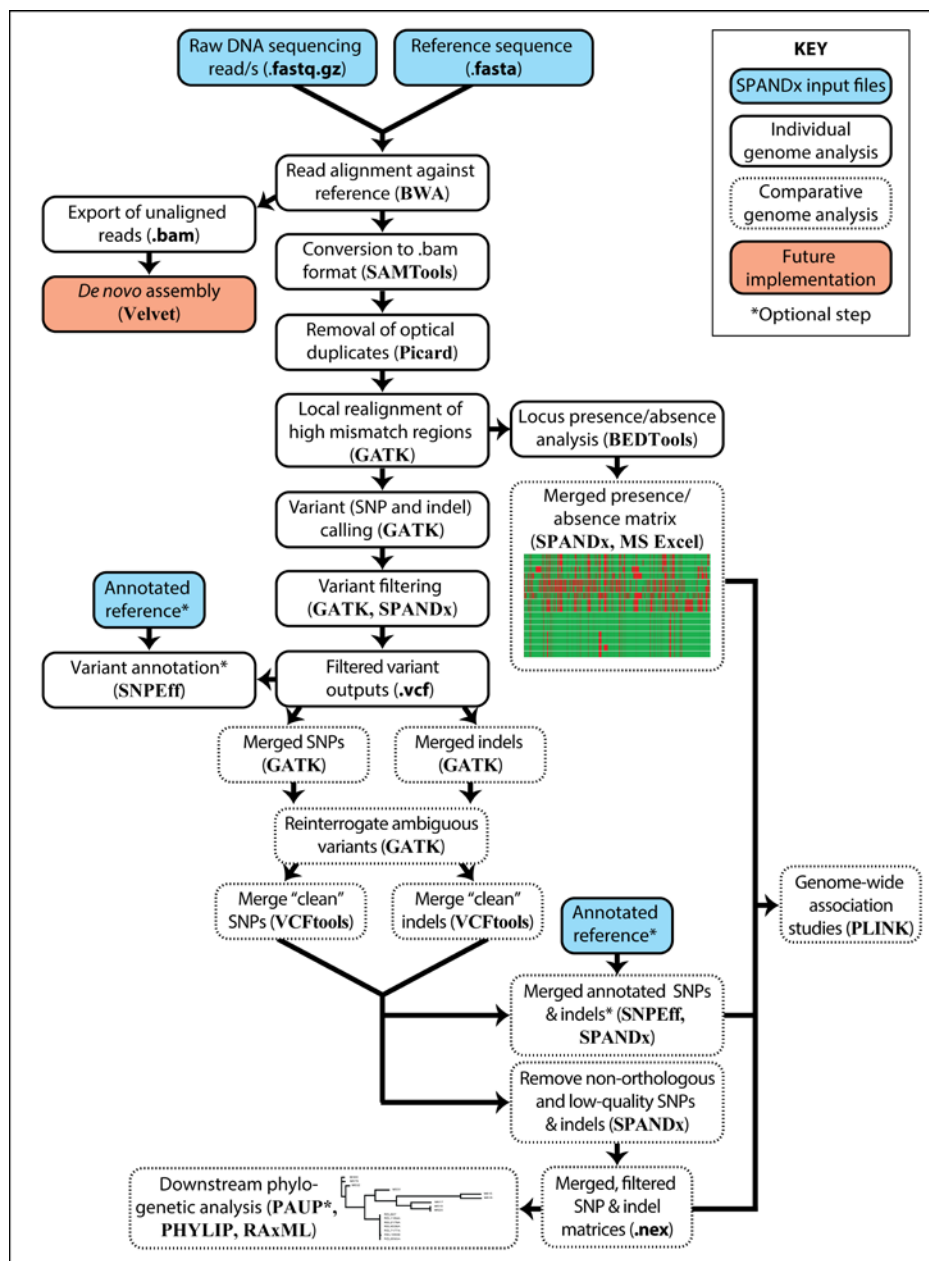 Raw DNA sequencing
read/s (.fastq.gz)
Reference sequence
(.fasta)
KEY
SPANDx input files
Individual
genome analysis
Comparative
genome analysis
Future
implementation
*Optional step
Read alignment against
reference (BWA)
Export of unaligned
reads (.bam)
Conversion to .bam
format (SAMTools)
De novo assembly
(Velvet)
Removal of optical
duplicates (Picard)
Local realignment of
high mismatch regions
(GATK)
Locus presence/absence
analysis (BEDTools)
Merged presence/
absence matrix
(SPANDx, MS Excel)
Variant (SNP and indel)
calling (GATK)
Variant filtering
(GATK, SPANDx)
Annotated
reference*
Variant annotation*
(SNPEff)
Filtered variant
outputs (.vcf)
Merged SNPs
(GATK)
Merged indels
(GATK)
Reinterrogate ambiguous
variants (GATK)
Merge “clean”
SNPs (VCFtools)
Merge “clean”
indels (VCFtools)
Annotated
reference*
Genome-wide
association
studies (PLINK)
Merged annotated SNPs
& indels* (SNPEff,
SPANDx)
Remove non-orthologous
and low-quality SNPs
& indels (SPANDx)
Downstream phylo-
genetic analysis (PAUP*,
PHYLIP, RAxML)
Merged, filtered
SNP & indel
matrices (.nex)